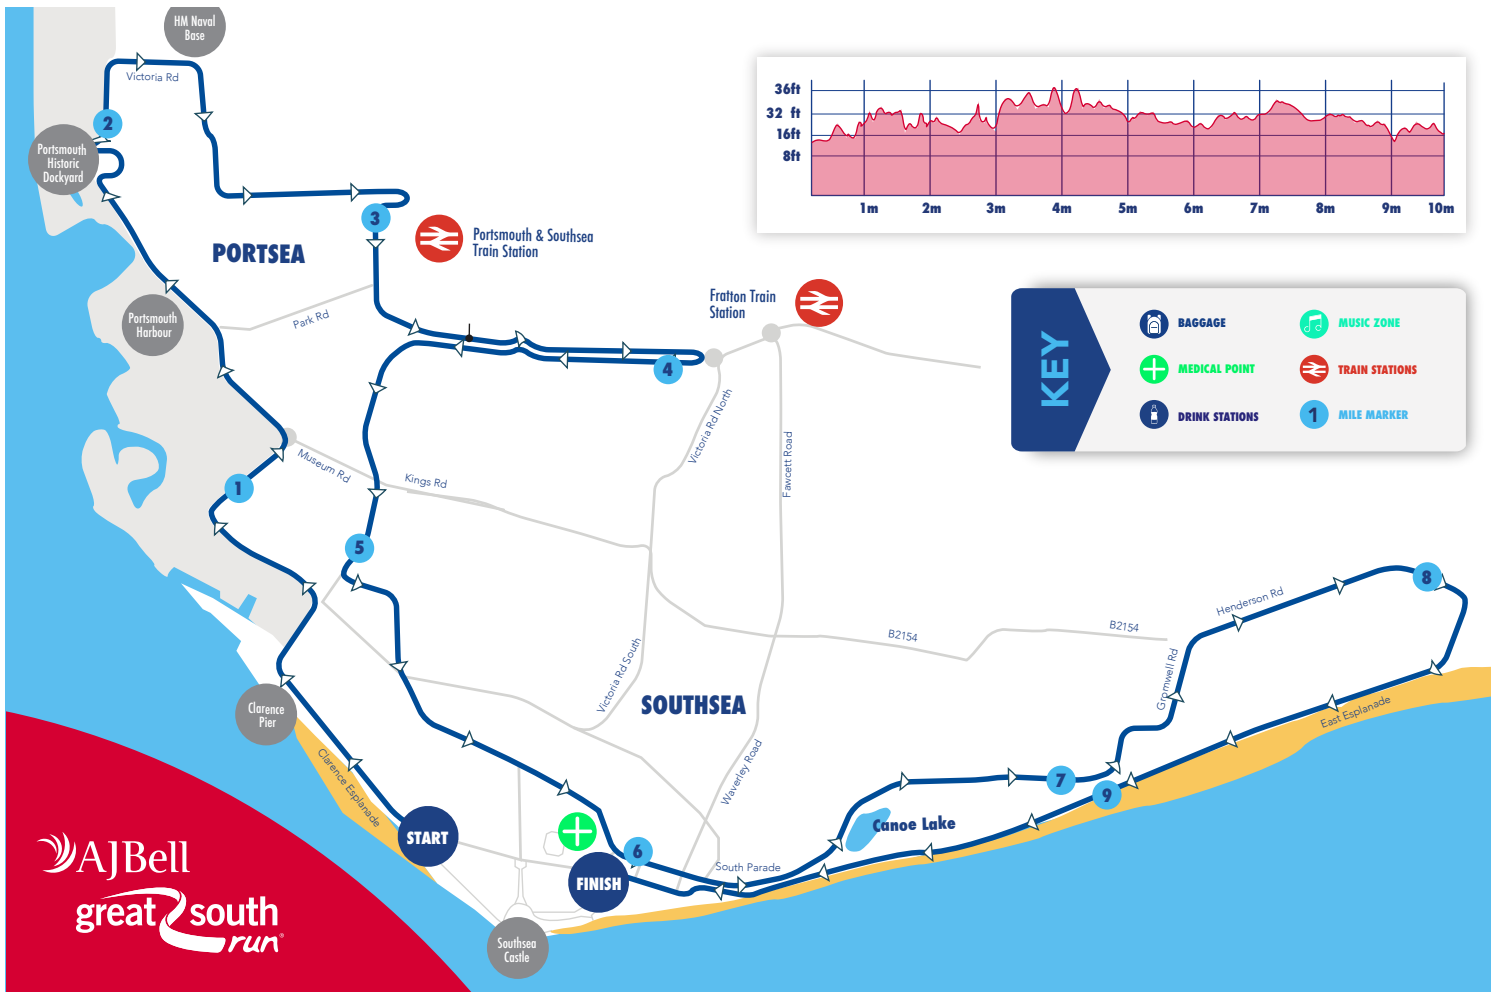 HM Naval
Base
Victoria Rd
2
Portsmouth
Historic
Dockyard
3
Portsmouth & Southsea
Train Station
PORTSEA
36ft
32 ft
16ft
8ft
1m
2m
3m
4m
5m
6m
7m
8m
9m
10m
Portsmouth
Harbour
Park Rd
Fratton Train
Station
4
KEY
BAGGAGE
MUSIC ZONE
MEDICAL POINT
TRAIN STATIONS
DRINK STATIONS
1
MILE MARKER
Victoria Rd North
Fawcett Road
Museum Rd
Kings Rd
1
5
8
Henderson Rd
B2154
B2154
Gromwell Rd
Victoria Rd South
SOUTHSEA
Clarence
Pier
East Esplanade
Clarence Esplanade
Waverley Road
7
9
Canoe Lake
START
6
South Parade
FINISH
Southsea
Castle
AJBell
great south
run®